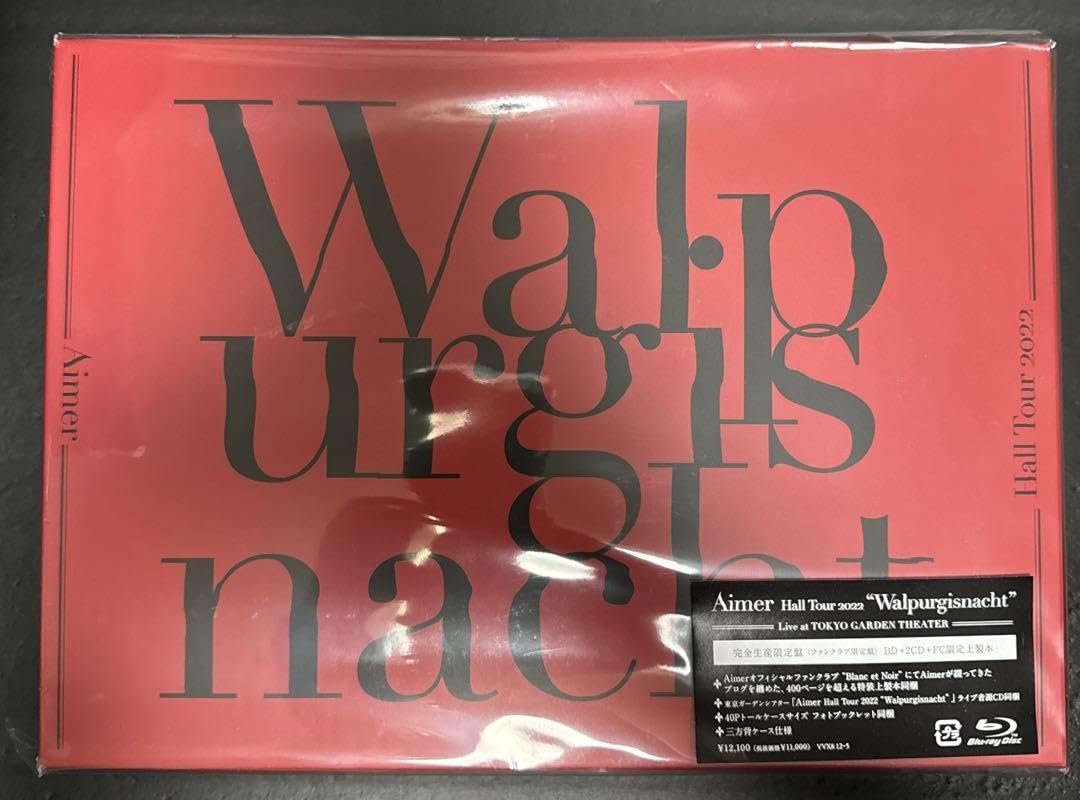 Walp
urgis
nacht
Aimer
Hall Tour 2022
Aimer Hall Tour 2022 “Walpurgisnacht”
Live at TOKYO GARDEN THEATER
完全生産限定盤（ファンクラブ限定盤） BD+2CD+FC限定上製本
Aimerオフィシャルファンクラブ “Blanc et Noir” にてAimerが綴ってきた
ブログを纏めた、400ページを超える特装上製本同梱
東京ガーデンシアター「Aimer Hall Tour 2022 “Walpurgisnacht”」ライブ音源CD同梱
40Pトールケースサイズ フォトブックレット同梱
三方背ケース仕様
¥12,100 (税抜価格¥11,000) VVX8 12-5
プラ
Blu-ray Disc